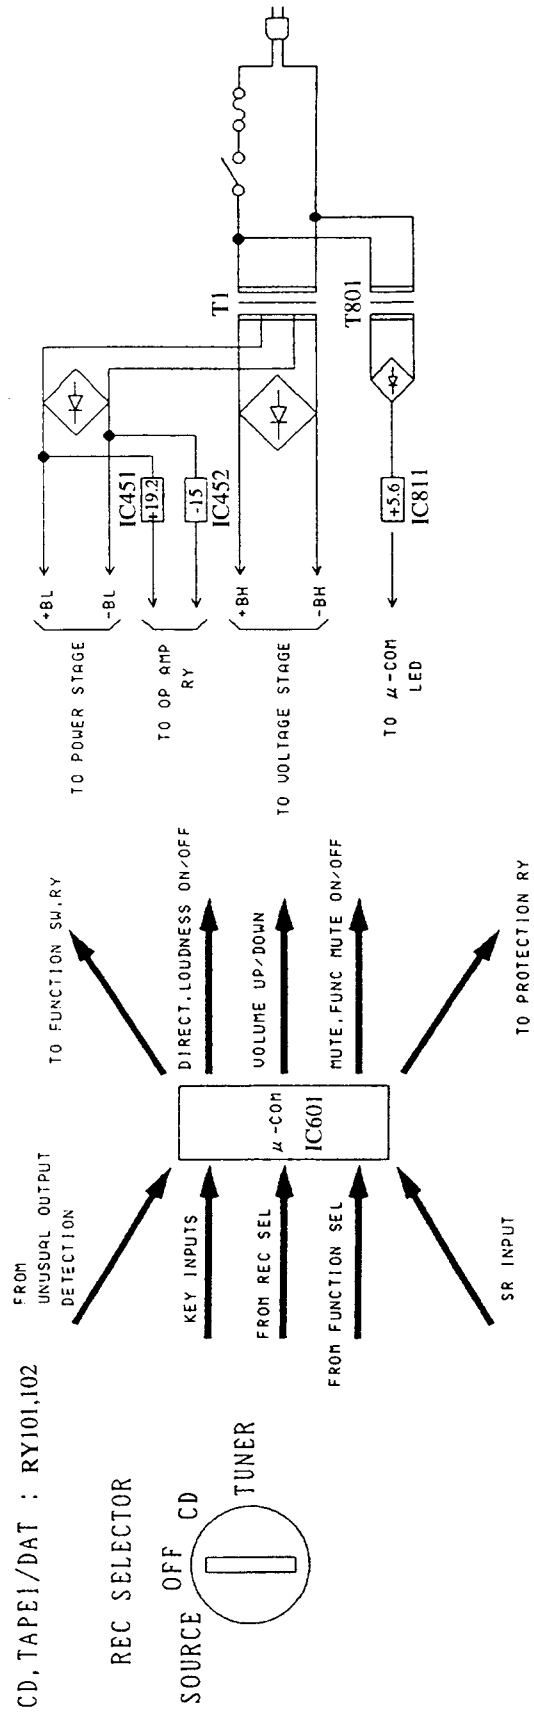 CD, TAPE1/DAT : RY101,102
REC SELECTOR
SOURCE
OFF
CD
TUNER
FROM
UNUSUAL OUTPUT
DETECTION
KEY INPUTS
FROM REC SEL
FROM FUNCTION SEL
SR INPUT
μ-COM
IC601
TO FUNCTION SW,RY
DIRECT,LOUDNESS ON/OFF
VOLUME UP/DOWN
MUTE,FUNC MUTE ON/OFF
TO PROTECTION RY
TO POWER STAGE
+BL
-BL
TO OP AMP
RY
IC451
+19.2
-15
IC452
TO VOLTAGE STAGE
+BH
-BH
TO μ-COM
LED
+5.6
IC811
T1
T801